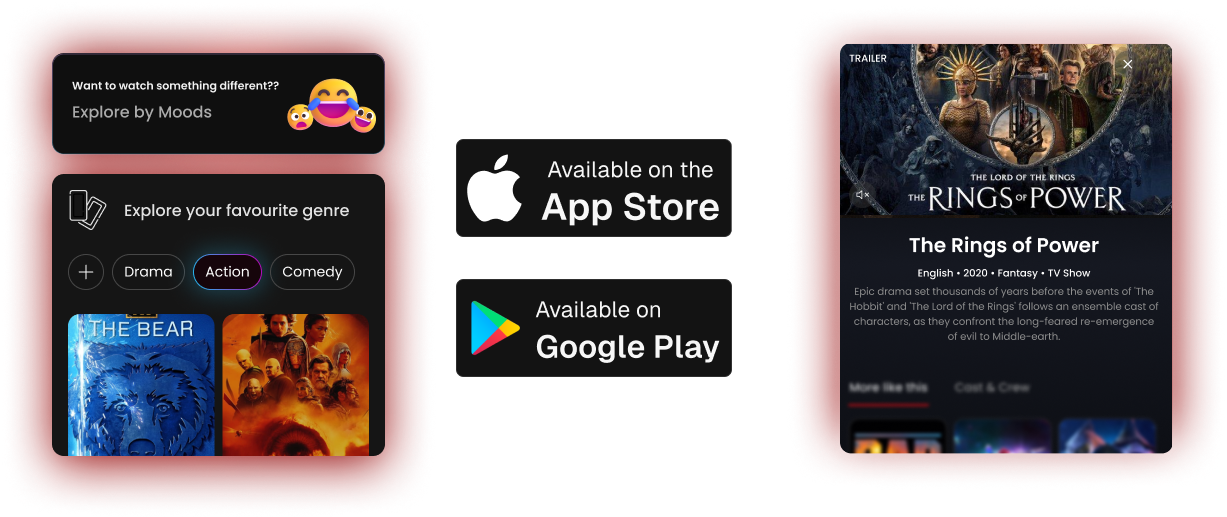 Want to watch something different??
Explore by Moods
Explore your favourite genre
Drama
Action
Comedy
THE BEAR
Available on the
App Store
Available on
Google Play
TRAILER
THE LORD OF THE RINGS
THE RINGS OF POWER
The Rings of Power
English • 2020 • Fantasy • TV Show
Epic drama set thousands of years before the events of 'The
Hobbit' and 'The Lord of the Rings' follows an ensemble cast of
characters, as they confront the long-feared re-emergence
of evil to Middle-earth.
More like this
Cast & Crew